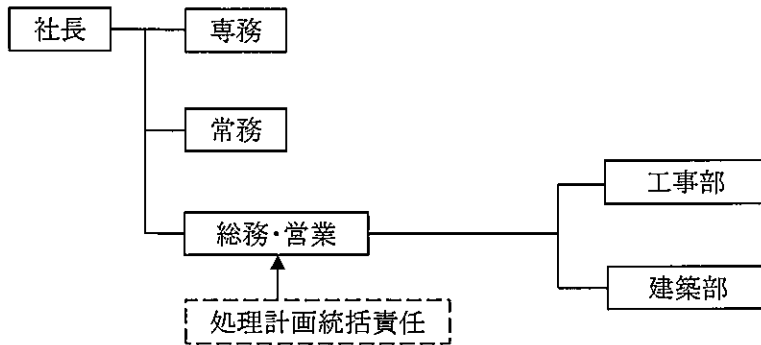 社長
専務
常務
総務・営業
工事部
建築部
処理計画統括責任